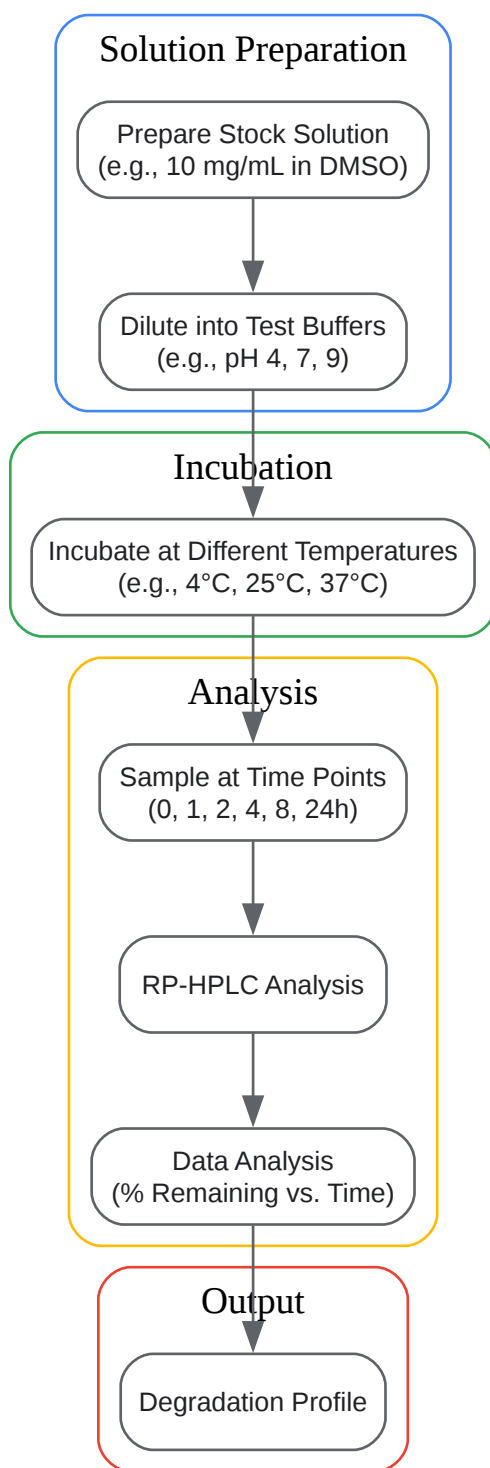 Solution Preparation
Prepare Stock Solution
(e.g., 10 mg/mL in DMSO)
Dilute into Test Buffers
(e.g., pH 4, 7, 9)
Incubation
Incubate at Different Temperatures
(e.g., 4°C, 25°C, 37°C)
Analysis
Sample at Time Points
(0, 1, 2, 4, 8, 24h)
RP-HPLC Analysis
Data Analysis
(% Remaining vs. Time)
Output
Degradation Profile